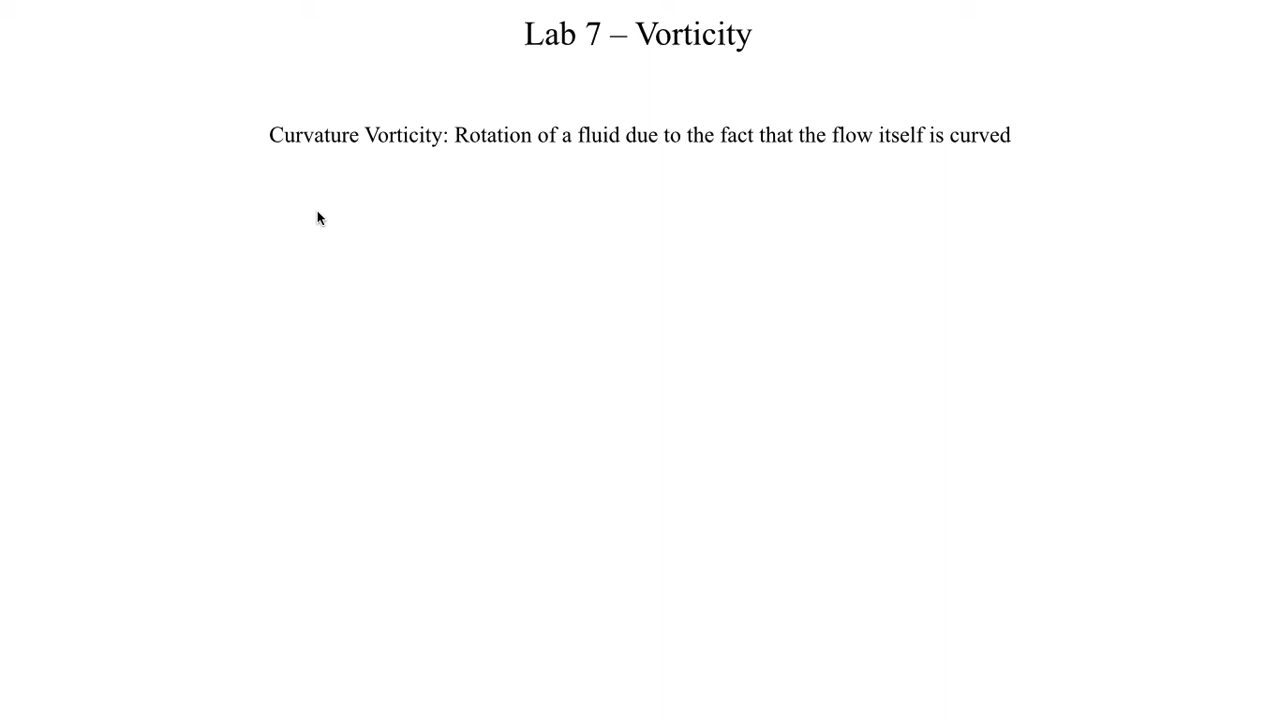 Lab 7 – Vorticity
Curvature Vorticity: Rotation of a fluid due to the fact that the flow itself is curved